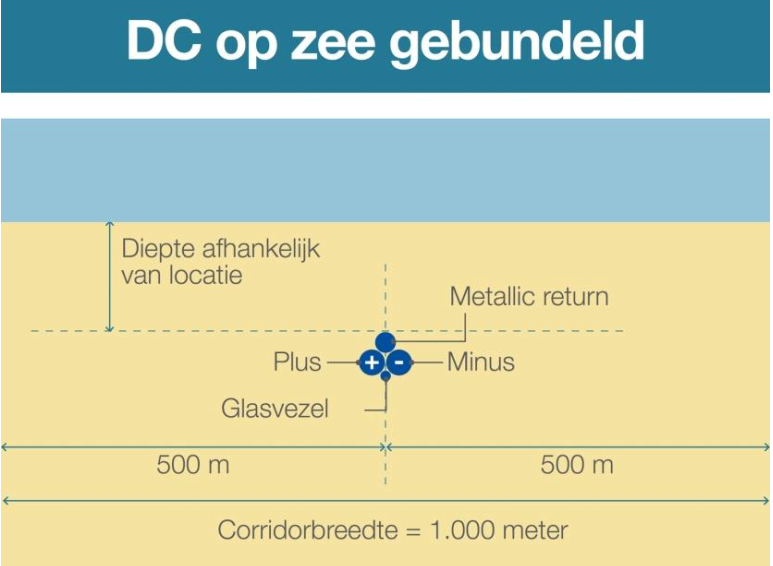 DC op zee gebundeld
Diepte afhankelijk
van locatie
Metallic return
Plus
+
-
Minus
Glasvezel
500 m
500 m
Corridorbreedte = 1.000 meter